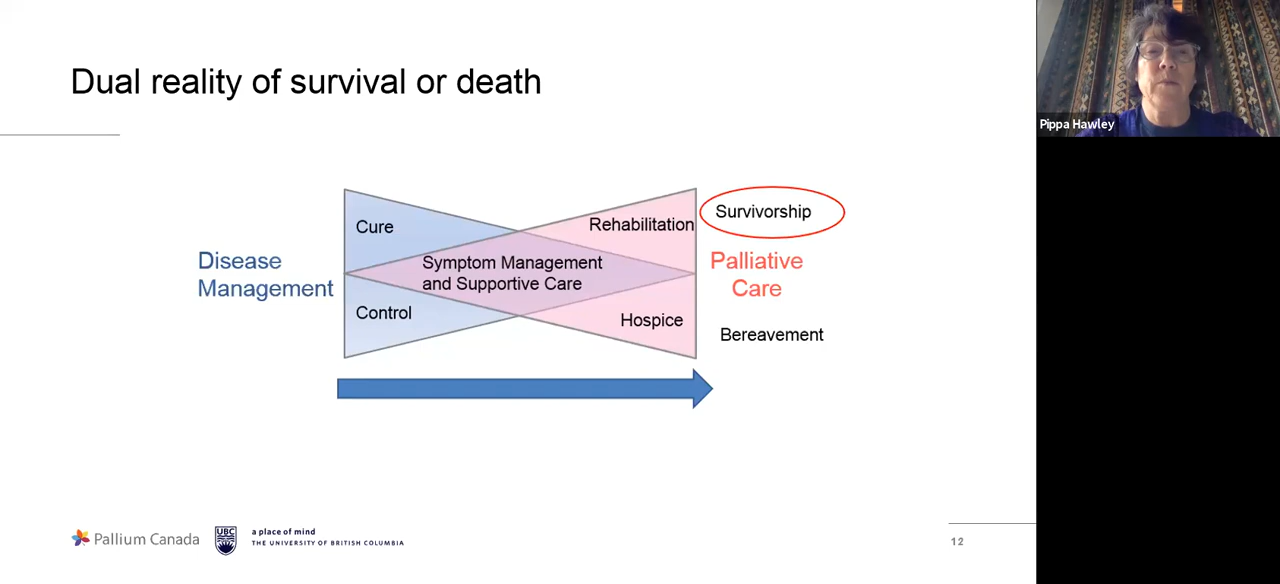 Dual reality of survival or death
Pippa Hawley
Cure
Rehabilitation
Survivorship
Disease
Management
Symptom Management
and Supportive Care
Palliative
Care
Control
Hospice
Bereavement
Pallium Canada
UBC
a place of mind
THE UNIVERSITY OF BRITISH COLUMBIA
12